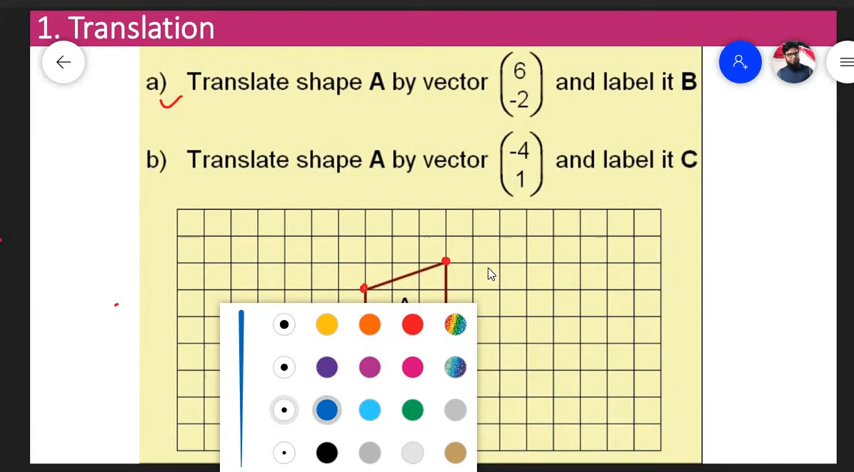 1. Translation
a) Translate shape A by vector (6 -2) and label it B
b) Translate shape A by vector (-4 1) and label it C
A